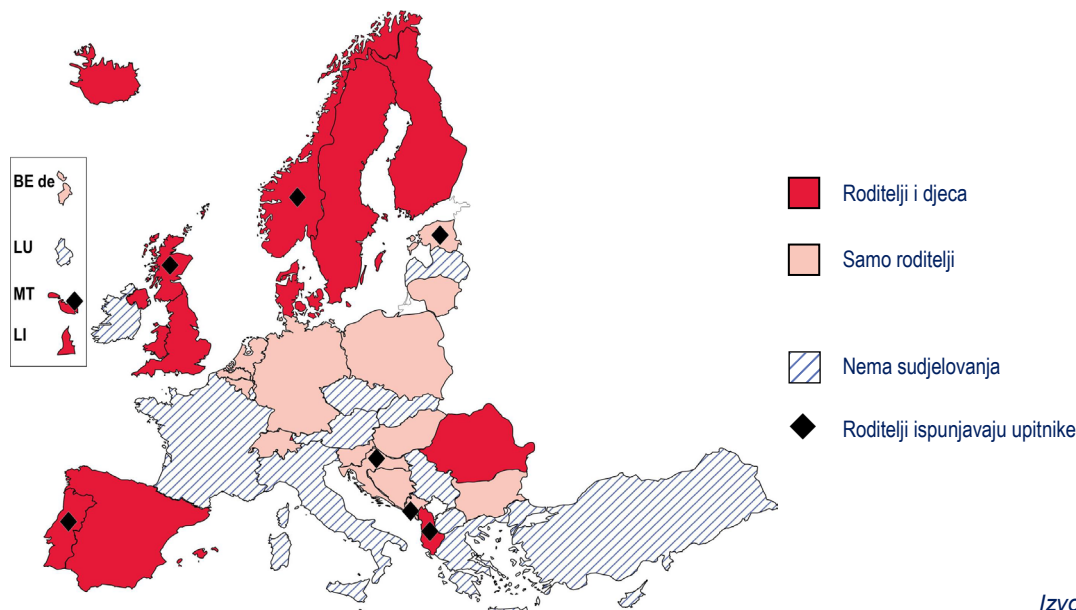 BE de
LU
MT
LI
Roditelji i djeca
Samo roditelji
Nema sudjelovanja
Roditelji ispunjavaju upitnike